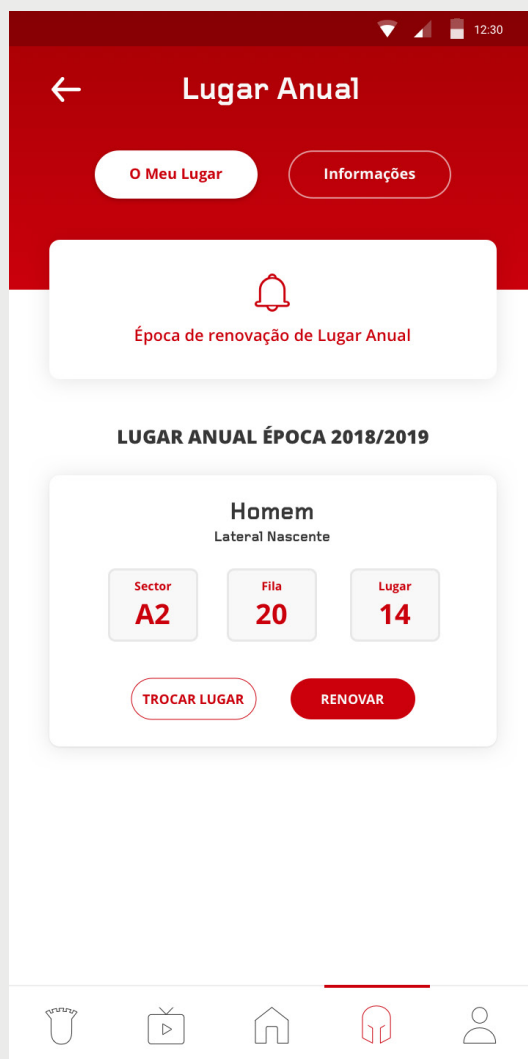 12:30
Lugar Anual
O Meu Lugar
Informações
Época de renovação de Lugar Anual
LUGAR ANUAL ÉPOCA 2018/2019
Homem
Lateral Nascente
Sector Fila Lugar
A2 20 14
TROCAR LUGAR RENOVAR